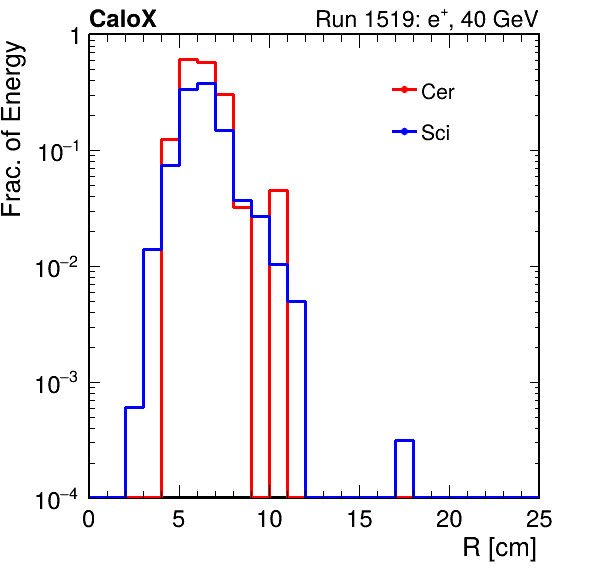 CaloX Run 1519: e⁺, 40 GeV
Frac. of Energy
1
10⁻¹
10⁻²
10⁻³
10⁻⁴
Cer
Sci
0 5 10 15 20 25
R [cm]